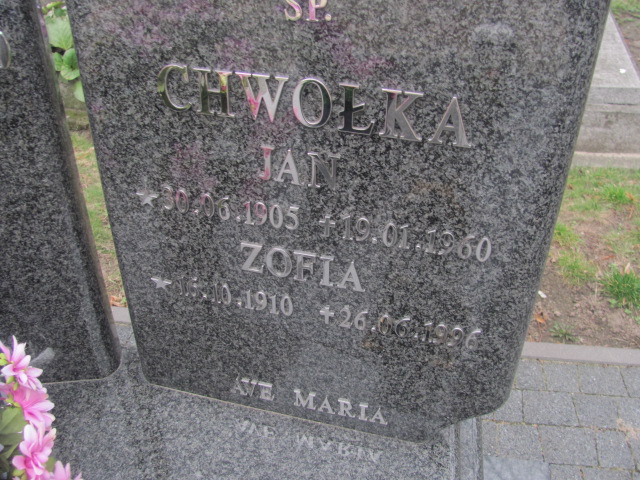 ŚP.
CHWOŁKA
JAN
★ 30.06.1905 ✝ 19.01.1960
ZOFIA
★ 15.10.1910 ✝ 26.06.1996
AVE MARIA